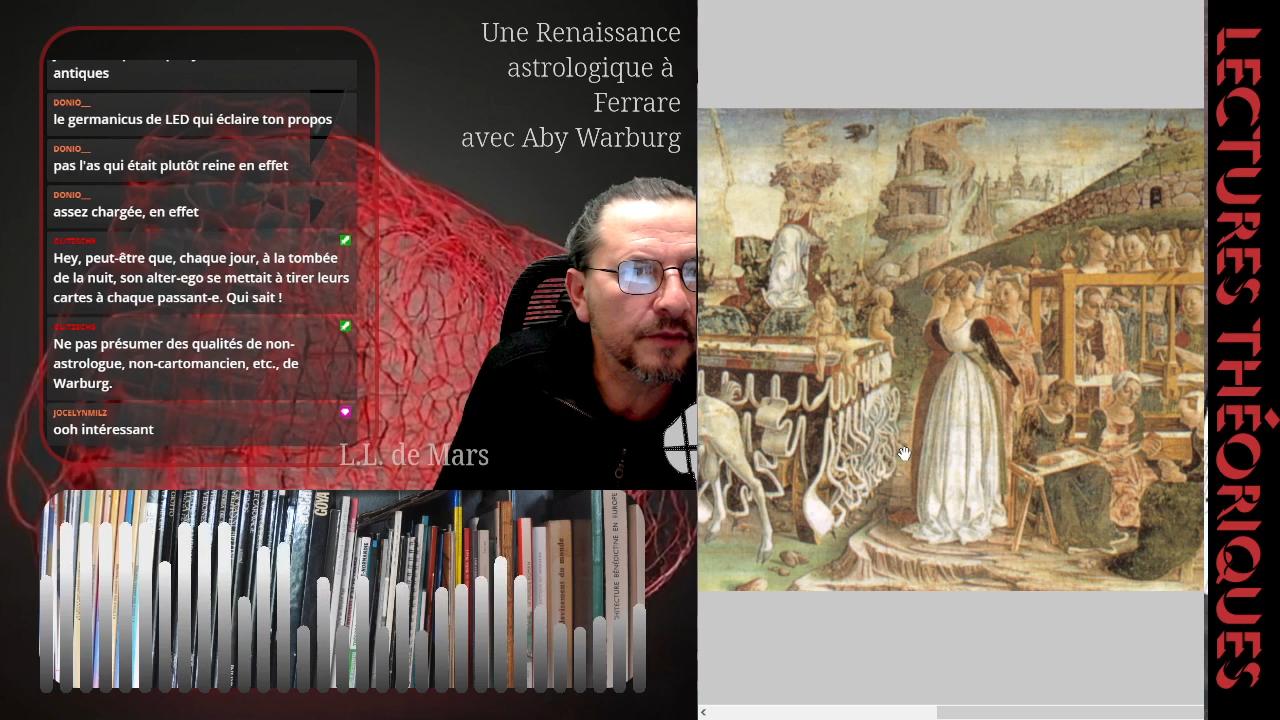 antiques
DONIO__
le germanicus de LED qui éclaire ton propos
DONIO__
pas l'as qui était plutôt reine en effet
DONIO__
assez chargée, en effet
Hey, peut-être que, chaque jour, à la tombée
de la nuit, son alter-ego se mettait à tirer leurs
cartes à chaque passant-e. Qui sait !
Ne pas présumer des qualités de non-
astrologue, non-cartomancien, etc., de
Warburg.
JOCELYNMILZ
ooh intéressant
Une Renaissance
astrologique à
Ferrare
avec Aby Warburg
L.L. de Mars
GOYA
LECTURES THÉORIQUES